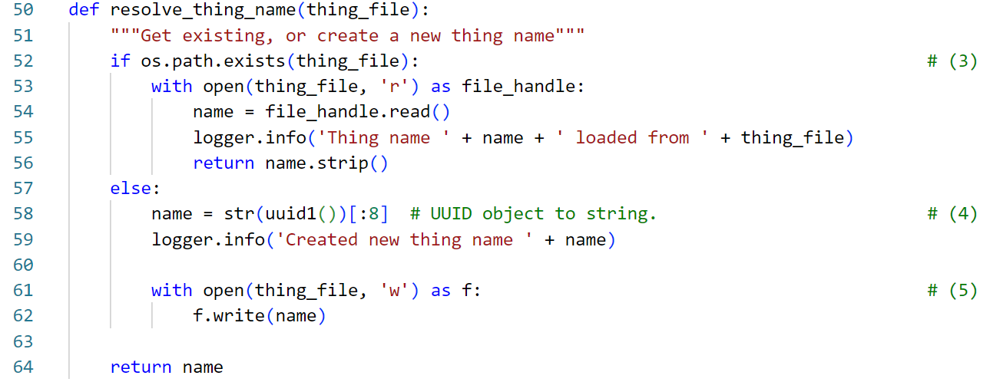 50 def resolve_thing_name(thing_file):
51     """Get existing, or create a new thing name"""
52     if os.path.exists(thing_file):                                                 # (3)
53         with open(thing_file, 'r') as file_handle:
54             name = file_handle.read()
55             logger.info('Thing name ' + name + ' loaded from ' + thing_file)
56             return name.strip()
57     else:
58         name = str(uuid1())[:8]  # UUID object to string.                          # (4)
59         logger.info('Created new thing name ' + name)
60
61         with open(thing_file, 'w') as f:                                           # (5)
62             f.write(name)
63
64     return name